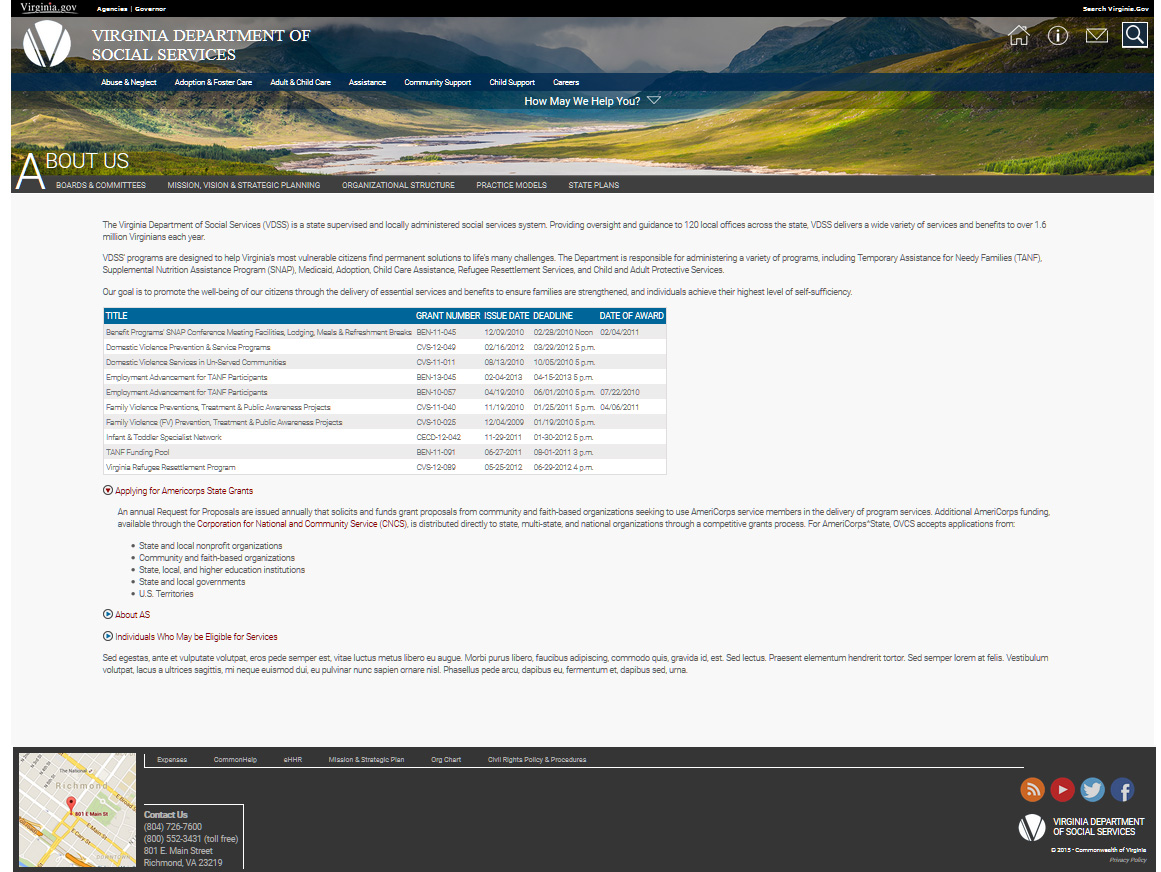 Virginia.gov Agencies | Governor Search Virginia.Gov
VIRGINIA DEPARTMENT OF
SOCIAL SERVICES
Abuse & Neglect Adoption & Foster Care Adult & Child Care Assistance Community Support Child Support Careers
How May We Help You?
ABOUT US
BOARDS & COMMITTEES MISSION, VISION & STRATEGIC PLANNING ORGANIZATIONAL STRUCTURE PRACTICE MODELS STATE PLANS
The Virginia Department of Social Services (VDSS) is a state supervised and locally administered social services system. Providing oversight and guidance to 120 local offices across the state, VDSS delivers a wide variety of services and benefits to over 1.6
million Virginians each year.
VDSS' programs are designed to help Virginia's most vulnerable citizens find permanent solutions to life's many challenges. The Department is responsible for administering a variety of programs, including Temporary Assistance for Needy Families (TANF),
Supplemental Nutrition Assistance Program (SNAP), Medicaid, Adoption, Child Care Assistance, Refugee Resettlement Services, and Child and Adult Protective Services.
Our goal is to promote the well-being of our citizens through the delivery of essential services and benefits to ensure families are strengthened, and individuals achieve their highest level of self-sufficiency.
TITLE GRANT NUMBER ISSUE DATE DEADLINE DATE OF AWARD
Benefit Programs' SNAP Conference Meeting Facilities, Lodging, Meals & Refreshment Breaks BEN-11-045 12/09/2010 02/28/2010 Noon 02/04/2011
Domestic Violence Prevention & Service Programs CVS-12-049 02/16/2012 03/29/2012 5 p.m.
Domestic Violence Services in Un-Served Communities CVS-11-011 08/13/2010 10/05/2010 5 p.m.
Employment Advancement for TANF Participants BEN-13-045 02-04-2013 04-15-2013 5 p.m.
Employment Advancement for TANF Participants BEN-10-057 04/19/2010 06/01/2010 5 p.m. 07/22/2010
Family Violence Preventions, Treatment & Public Awareness Projects CVS-11-040 11/19/2010 01/25/2011 5 p.m. 04/06/2011
Family Violence (FV) Prevention, Treatment & Public Awareness Projects CVS-10-025 12/04/2009 01/19/2010 5 p.m.
Infant & Toddler Specialist Network CECD-12-042 11-29-2011 01-30-2012 5 p.m.
TANF Funding Pool BEN-11-091 06-27-2011 08-01-2011 3 p.m.
Virginia Refugee Resettlement Program CVS-12-089 05-25-2012 06-29-2012 4 p.m.
Applying for Americorps State Grants
An annual Request for Proposals are issued annually that solicits and funds grant proposals from community and faith-based organizations seeking to use AmeriCorps service members in the delivery of program services. Additional AmeriCorps funding,
available through the Corporation for National and Community Service (CNCS), is distributed directly to state, multi-state, and national organizations through a competitive grants process. For AmeriCorps*State, OVCS accepts applications from:
• State and local nonprofit organizations
• Community and faith-based organizations
• State, local, and higher education institutions
• State and local governments
• U.S. Territories
About AS
Individuals Who May be Eligible for Services
Sed egestas, ante et vulputate volutpat, eros pede semper est, vitae luctus metus libero eu augue. Morbi purus libero, faucibus adipiscing, commodo quis, gravida id, est. Sed lectus. Praesent elementum hendrerit tortor. Sed semper lorem at felis. Vestibulum
volutpat, lacus a ultrices sagittis, mi neque euismod dui, eu pulvinar nunc sapien ornare nisl. Phasellus pede arcu, dapibus eu, fermentum et, dapibus sed, urna.
Expenses CommonHelp eHHR Mission & Strategic Plan Org Chart Civil Rights Policy & Procedures
The National
Richmond
801 E Main St
E Broad St
E Main St
E Cary St
DOWNTOWN
Contact Us
(804) 726-7600
(800) 552-3431 (toll free)
801 E. Main Street
Richmond, VA 23219
VIRGINIA DEPARTMENT
OF SOCIAL SERVICES
© 2015 - Commonwealth of Virginia
Privacy Policy